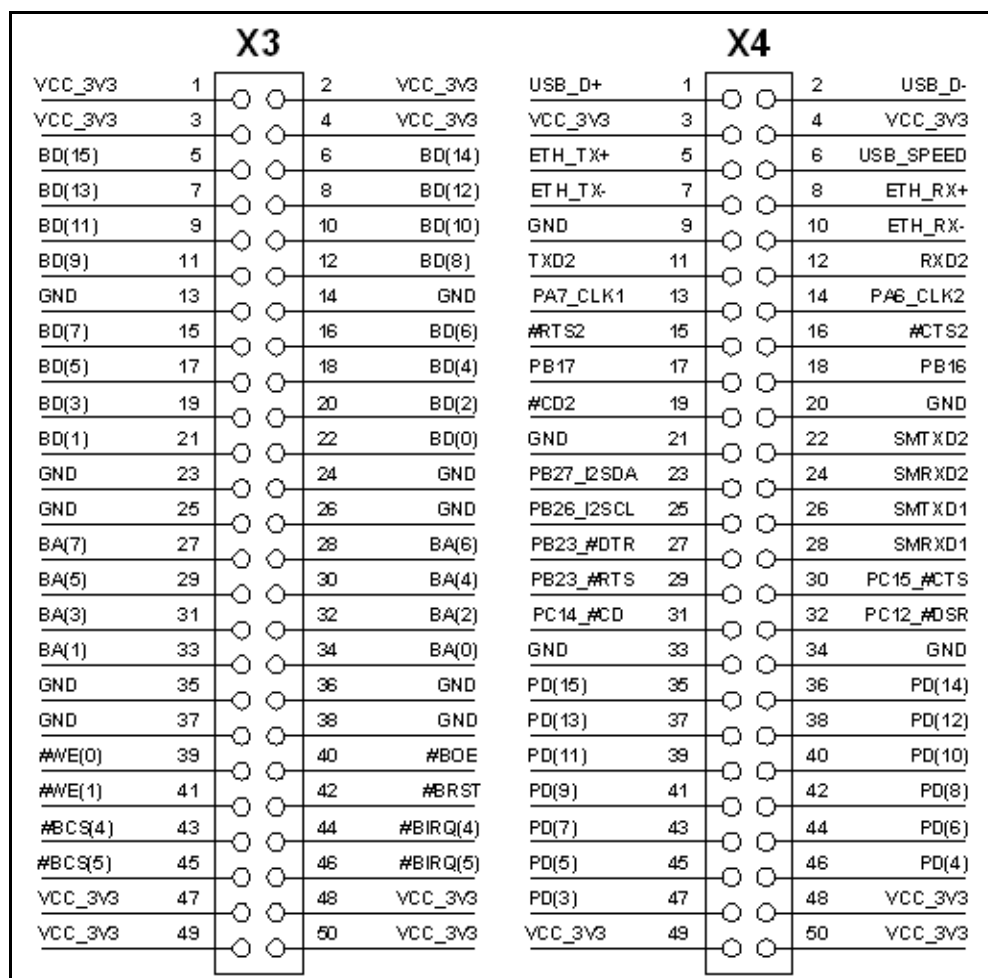 X3 X4
VCC_3V3 1 2 VCC_3V3 USB_D+ 1 2 USB_D-
VCC_3V3 3 4 VCC_3V3 VCC_3V3 3 4 VCC_3V3
BD(15) 5 6 BD(14) ETH_TX+ 5 6 USB_SPEED
BD(13) 7 8 BD(12) ETH_TX- 7 8 ETH_RX+
BD(11) 9 10 BD(10) GND 9 10 ETH_RX-
BD(9) 11 12 BD(8) TXD2 11 12 RXD2
GND 13 14 GND PA7_CLK1 13 14 PA6_CLK2
BD(7) 15 16 BD(6) #RTS2 15 16 #CTS2
BD(5) 17 18 BD(4) PB17 17 18 PB16
BD(3) 19 20 BD(2) #CD2 19 20 GND
BD(1) 21 22 BD(0) GND 21 22 SMTXD2
GND 23 24 GND PB27_I2SDA 23 24 SMRXD2
GND 25 26 GND PB26_I2SCL 25 26 SMTXD1
BA(7) 27 28 BA(6) PB23_#DTR 27 28 SMRXD1
BA(5) 29 30 BA(4) PB23_#RTS 29 30 PC15_#CTS
BA(3) 31 32 BA(2) PC14_#CD 31 32 PC12_#DSR
BA(1) 33 34 BA(0) GND 33 34 GND
GND 35 36 GND PD(15) 35 36 PD(14)
GND 37 38 GND PD(13) 37 38 PD(12)
#WE(0) 39 40 #BOE PD(11) 39 40 PD(10)
#WE(1) 41 42 #BRST PD(9) 41 42 PD(8)
#BCS(4) 43 44 #BIRQ(4) PD(7) 43 44 PD(6)
#BCS(5) 45 46 #BIRQ(5) PD(5) 45 46 PD(4)
VCC_3V3 47 48 VCC_3V3 PD(3) 47 48 VCC_3V3
VCC_3V3 49 50 VCC_3V3 VCC_3V3 49 50 VCC_3V3